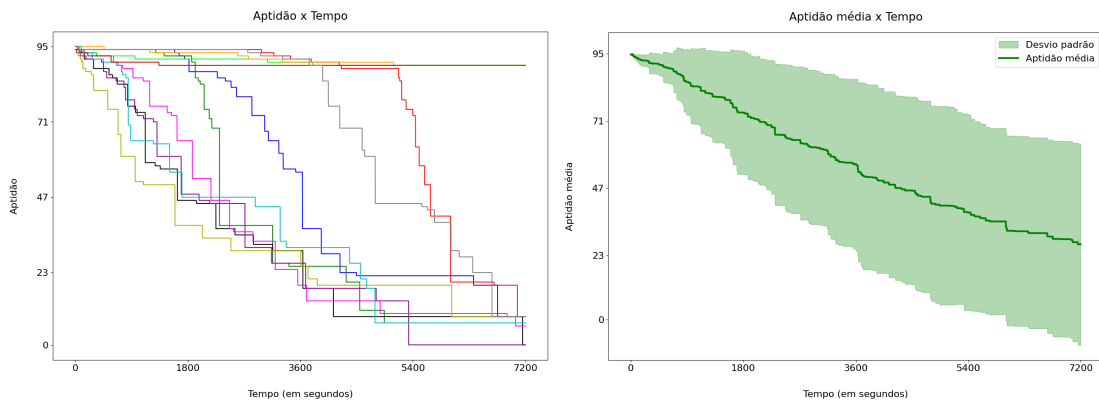 Aptidão x Tempo
95
71
47
23
0
Aptidão
0
1800
3600
5400
7200
Tempo (em segundos)
Aptidão média x Tempo
Desvio padrão
Aptidão média
95
71
47
23
0
Aptidão média
0
1800
3600
5400
7200
Tempo (em segundos)